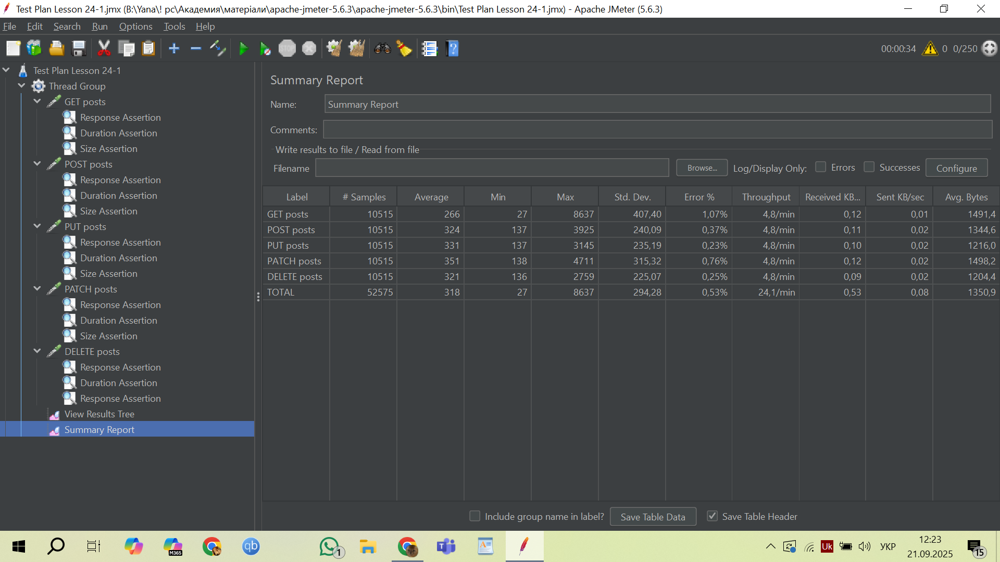 Test Plan Lesson 24-1.jmx (B:\Yana\! pc\Академия\матеріали\apache-jmeter-5.6.3\apache-jmeter-5.6.3\bin\Test Plan Lesson 24-1.jmx) - Apache JMeter (5.6.3)
File Edit Search Run Options Tools Help
STOP 00:00:34 0 0/250
Test Plan Lesson 24-1
Thread Group
GET posts
Response Assertion
Duration Assertion
Size Assertion
POST posts
Response Assertion
Duration Assertion
Size Assertion
PUT posts
Response Assertion
Duration Assertion
Size Assertion
PATCH posts
Response Assertion
Duration Assertion
Size Assertion
DELETE posts
Response Assertion
Duration Assertion
Response Assertion
View Results Tree
Summary Report
Summary Report
Name: Summary Report
Comments:
Write results to file / Read from file
Filename Browse... Log/Display Only: Errors Successes Configure
Label # Samples Average Min Max Std. Dev. Error % Throughput Received KB... Sent KB/sec Avg. Bytes
GET posts 10515 266 27 8637 407,40 1,07% 4,8/min 0,12 0,01 1491,4
POST posts 10515 324 137 3925 240,09 0,37% 4,8/min 0,11 0,02 1344,6
PUT posts 10515 331 137 3145 235,19 0,23% 4,8/min 0,10 0,02 1216,0
PATCH posts 10515 351 138 4711 315,32 0,76% 4,8/min 0,12 0,02 1498,2
DELETE posts 10515 321 136 2759 225,07 0,25% 4,8/min 0,09 0,02 1204,4
TOTAL 52575 318 27 8637 294,28 0,53% 24,1/min 0,53 0,08 1350,9
Include group name in label? Save Table Data Save Table Header
M365 qb 1 Uk УКР 12:23
21.09.2025 15